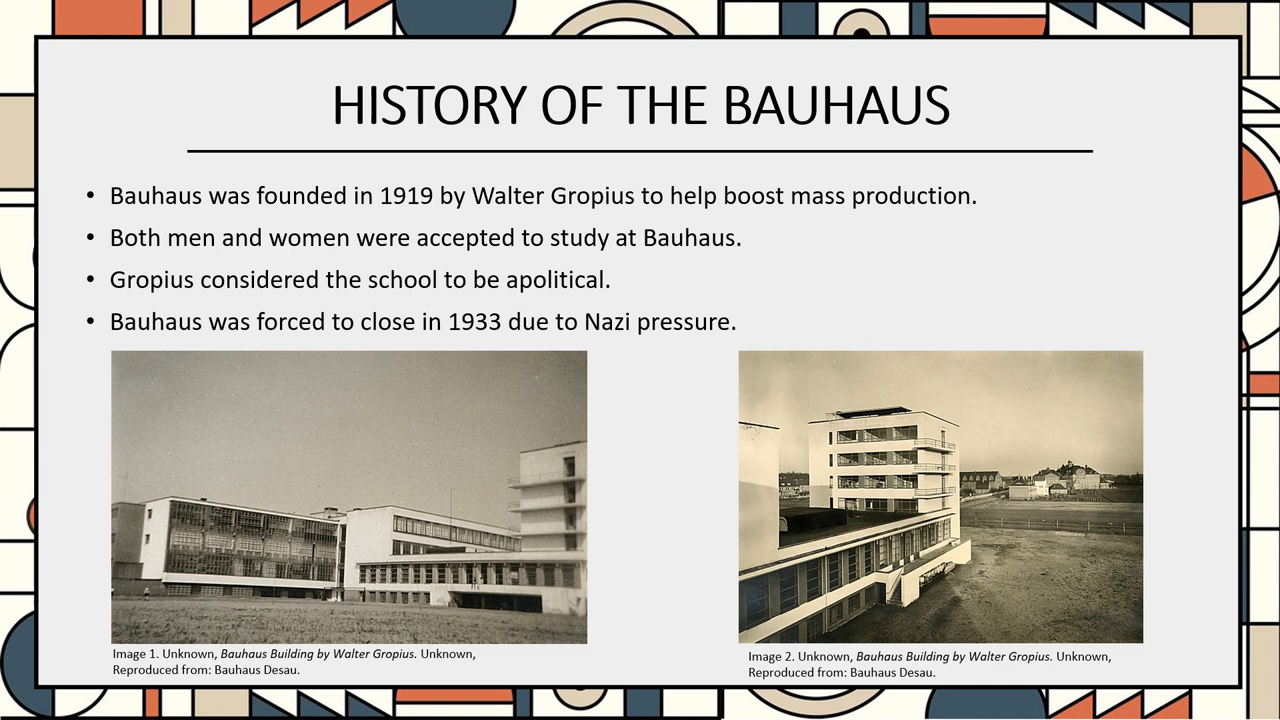 HISTORY OF THE BAUHAUS
• Bauhaus was founded in 1919 by Walter Gropius to help boost mass production.
• Both men and women were accepted to study at Bauhaus.
• Gropius considered the school to be apolitical.
• Bauhaus was forced to close in 1933 due to Nazi pressure.
Image 1. Unknown, Bauhaus Building by Walter Gropius. Unknown,
Reproduced from: Bauhaus Desau.
Image 2. Unknown, Bauhaus Building by Walter Gropius. Unknown,
Reproduced from: Bauhaus Desau.